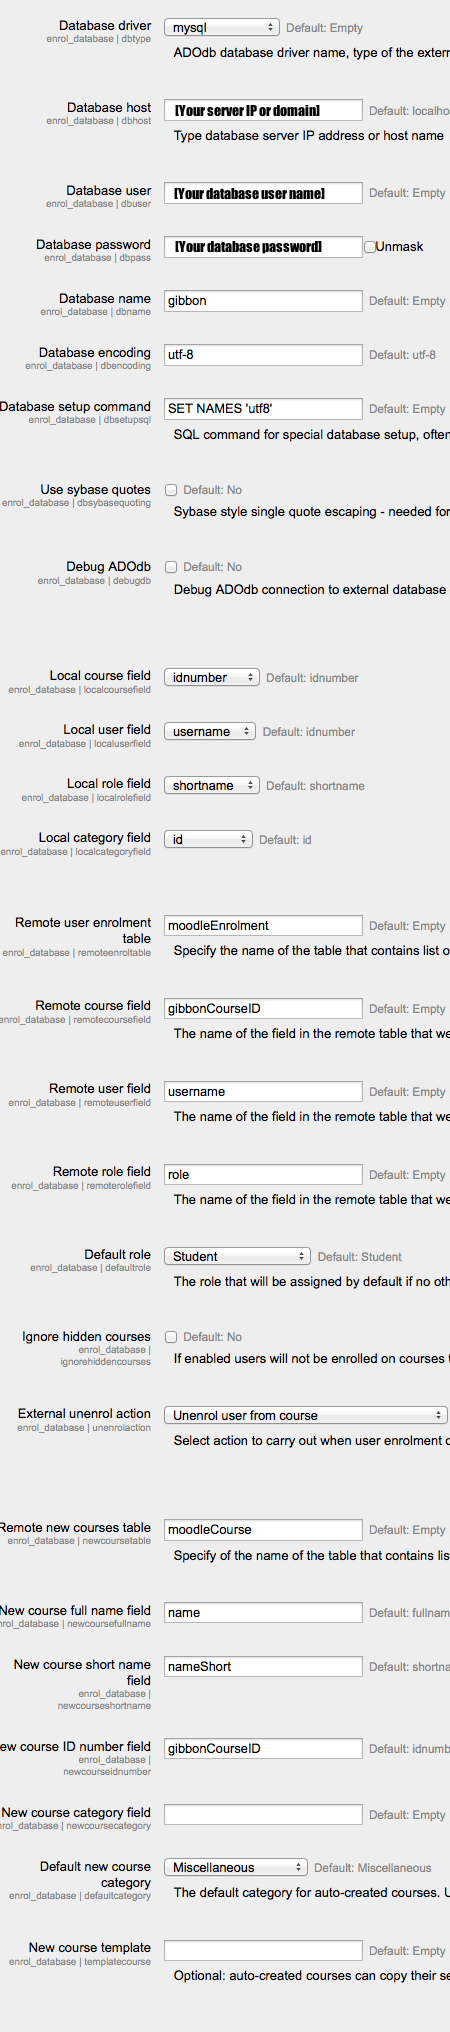 Database driver mysql Default: Empty
enrol_database | dbtype
ADOdb database driver name, type of the extern
Database host [Your server IP or domain] Default: localho
enrol_database | dbhost
Type database server IP address or host name
Database user [Your database user name] Default: Empty
enrol_database | dbuser
Database password [Your database password] Unmask
enrol_database | dbpass
Database name gibbon Default: Empty
enrol_database | dbname
Database encoding utf-8 Default: utf-8
enrol_database | dbencoding
Database setup command SET NAMES 'utf8' Default: Empty
enrol_database | dbsetupsql
SQL command for special database setup, often
Use sybase quotes Default: No
enrol_database | dbsybasequoting
Sybase style single quote escaping - needed for
Debug ADOdb Default: No
enrol_database | debugdb
Debug ADOdb connection to external database
Local course field idnumber Default: idnumber
enrol_database | localcoursefield
Local user field username Default: idnumber
enrol_database | localuserfield
Local role field shortname Default: shortname
enrol_database | localrolefield
Local category field id Default: id
enrol_database | localcategoryfield
Remote user enrolment moodleEnrolment Default: Empty
table
enrol_database | remoteenroltable
Specify the name of the table that contains list o
Remote course field gibbonCourseID Default: Empty
enrol_database | remotecoursefield
The name of the field in the remote table that we
Remote user field username Default: Empty
enrol_database | remoteuserfield
The name of the field in the remote table that we
Remote role field role Default: Empty
enrol_database | remoterolefield
The name of the field in the remote table that we
Default role Student Default: Student
enrol_database | defaultrole
The role that will be assigned by default if no oth
Ignore hidden courses Default: No
enrol_database |
ignorehiddencourses
If enabled users will not be enrolled on courses t
External unenrol action Unenrol user from course
enrol_database | unenrolaction
Select action to carry out when user enrolment d
Remote new courses table moodleCourse Default: Empty
enrol_database | newcoursetable
Specify of the name of the table that contains lis
New course full name field name Default: fullnam
nrol_database | newcoursefullname
New course short name nameShort Default: shortna
field
enrol_database |
newcourseshortname
ew course ID number field gibbonCourseID Default: idnumb
enrol_database |
newcourseidnumber
New course category field Default: Empty
nrol_database | newcoursecategory
Default new course Miscellaneous Default: Miscellaneous
category
enrol_database | defaultcategory
The default category for auto-created courses. U
New course template Default: Empty
enrol_database | templatecourse
Optional: auto-created courses can copy their se